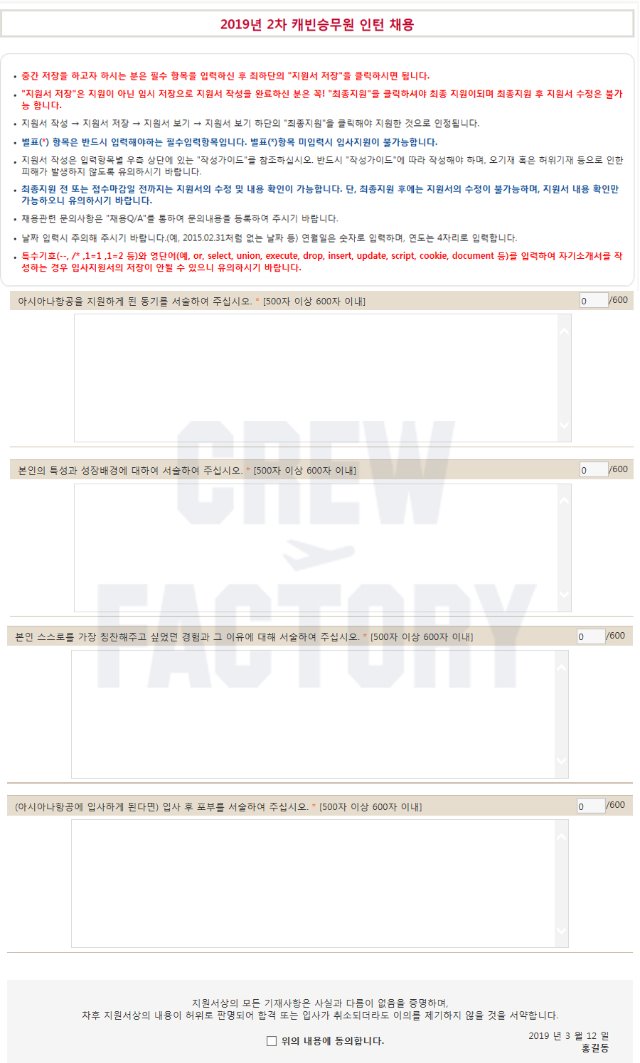 2019년 2차 캐빈승무원 인턴 채용
• 중간 저장을 하고자 하시는 분은 필수 항목을 입력하신 후 최하단의 "지원서 저장"을 클릭하시면 됩니다.
• "지원서 저장"은 지원이 아닌 임시 저장으로 지원서 작성을 완료하신 분은 꼭! "최종지원"을 클릭하셔야 최종 지원이되며 최종지원 후 지원서 수정은 불가
능 합니다.
• 지원서 작성 → 지원서 저장 → 지원서 보기 → 지원서 보기 하단의 "최종지원"을 클릭해야 지원한 것으로 인정됩니다.
• 별표(*) 항목은 반드시 입력해야하는 필수입력항목입니다. 별표(*)항목 미입력시 입사지원이 불가능합니다.
• 지원서 작성은 입력항목별 우측 상단에 있는 "작성가이드"를 참조하십시오. 반드시 "작성가이드"에 따라 작성해야 하며, 오기재 혹은 허위기재 등으로 인한
피해가 발생하지 않도록 유의하시기 바랍니다.
• 최종지원 전 또는 접수마감일 전까지는 지원서의 수정 및 내용 확인이 가능합니다. 단, 최종지원 후에는 지원서의 수정이 불가능하며, 지원서 내용 확인만
가능하오니 유의하시기 바랍니다.
• 채용관련 문의사항은 "채용Q/A"를 통하여 문의내용을 등록하여 주시기 바랍니다.
• 날짜 입력시 주의해 주시기 바랍니다.(예, 2015.02.31처럼 없는 날짜 등) 연월일은 숫자로 입력하며, 연도는 4자리로 입력합니다.
• 특수기호(--, /* ,1=1 ,1=2 등)와 영단어(예, or, select, union, execute, drop, insert, update, script, cookie, document 등)를 입력하여 자기소개서를 작
성하는 경우 입사지원서의 저장이 안될 수 있으니 유의하시기 바랍니다.
아시아나항공을 지원하게 된 동기를 서술하여 주십시오. * [500자 이상 600자 이내] 0 /600
본인의 특성과 성장배경에 대하여 서술하여 주십시오. * [500자 이상 600자 이내] 0 /600
CREW
FACTORY
본인 스스로를 가장 칭찬해주고 싶었던 경험과 그 이유에 대해 서술하여 주십시오. * [500자 이상 600자 이내] 0 /600
(아시아나항공에 입사하게 된다면) 입사 후 포부를 서술하여 주십시오. * [500자 이상 600자 이내] 0 /600
지원서상의 모든 기재사항은 사실과 다름이 없음을 증명하며,
차후 지원서상의 내용이 허위로 판명되어 합격 또는 입사가 취소되더라도 이의를 제기하지 않을 것을 서약합니다.
위의 내용에 동의합니다.
2019 년 3 월 12 일
홍길동